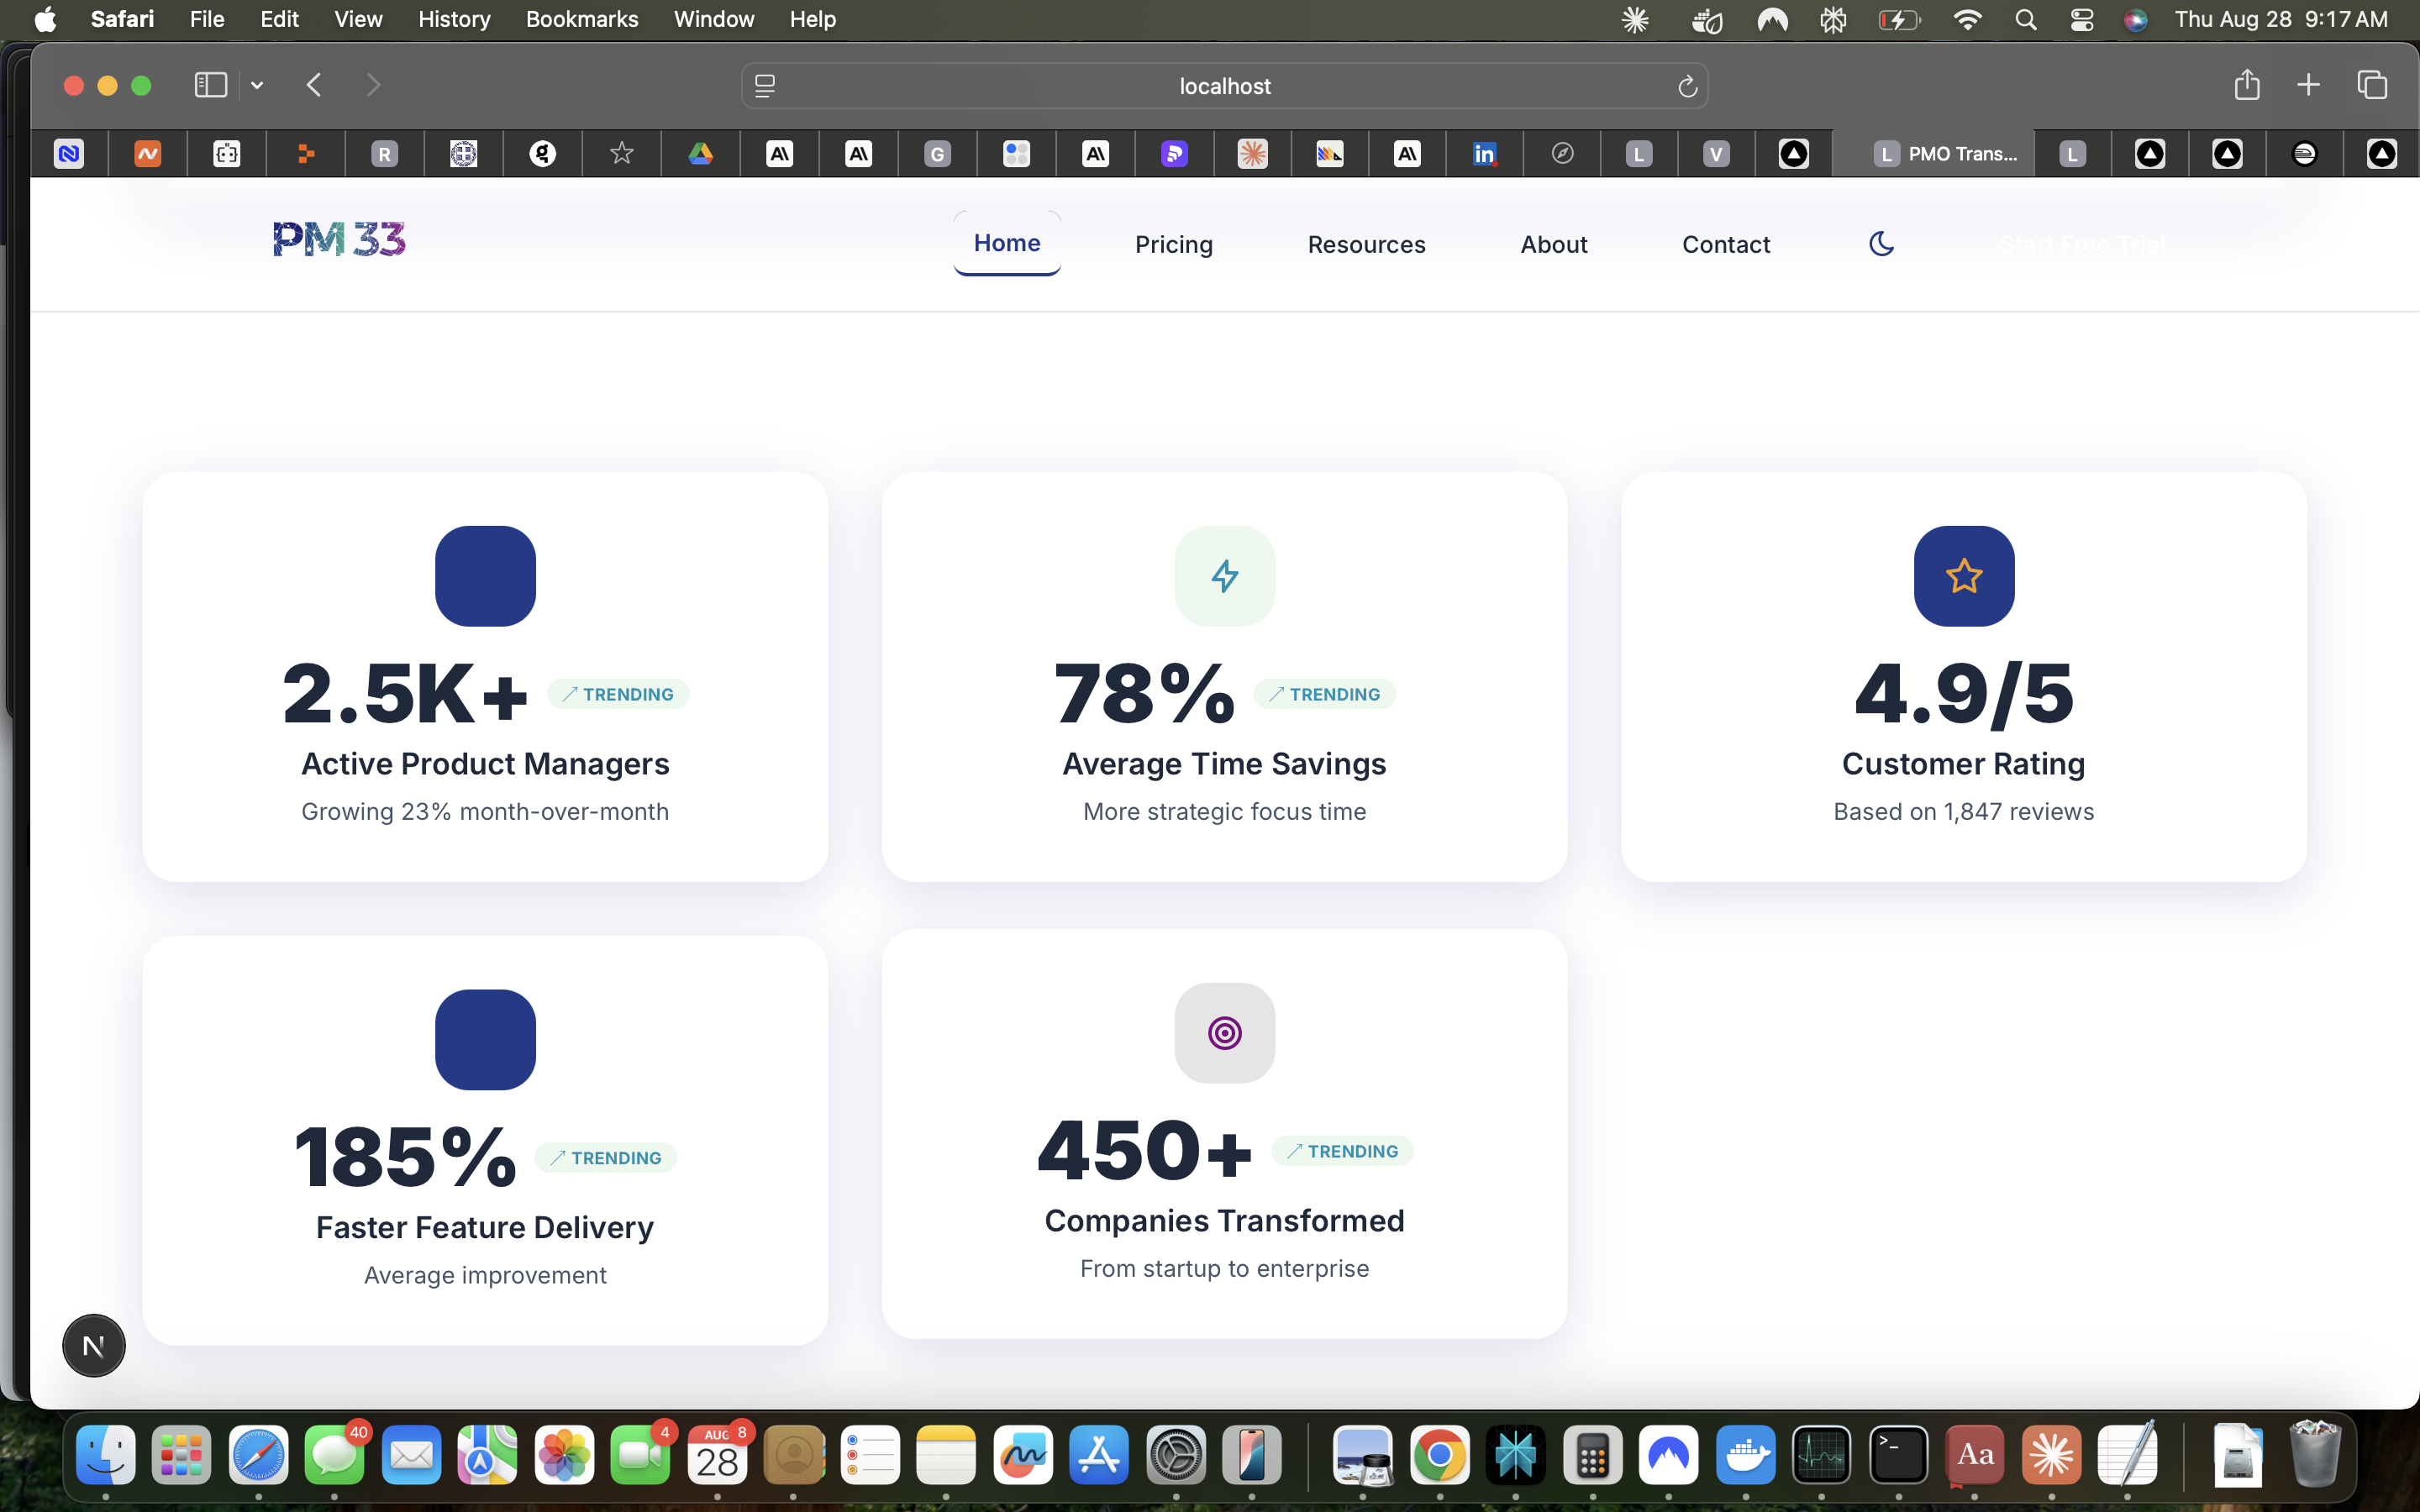 Safari File Edit View History Bookmarks Window Help Thu Aug 28 9:17 AM
localhost
R G L V L PMO Trans... L
PM 33 Home Pricing Resources About Contact Start Free Trial
2.5K+ ↗ TRENDING
Active Product Managers
Growing 23% month-over-month
78% ↗ TRENDING
Average Time Savings
More strategic focus time
4.9/5
Customer Rating
Based on 1,847 reviews
185% ↗ TRENDING
Faster Feature Delivery
Average improvement
450+ ↗ TRENDING
Companies Transformed
From startup to enterprise
N
40 4 AUG 8
28 Aa